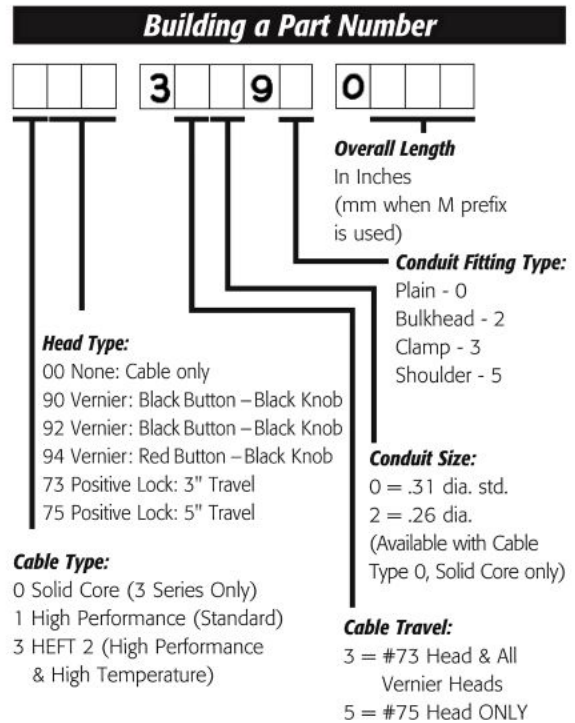 Building a Part Number
3 9 0
Overall Length
In Inches
(mm when M prefix
is used)
Conduit Fitting Type:
Plain - 0
Bulkhead - 2
Clamp - 3
Shoulder - 5
Head Type:
00 None: Cable only
90 Vernier: Black Button – Black Knob
92 Vernier: Black Button – Black Knob
94 Vernier: Red Button – Black Knob
73 Positive Lock: 3" Travel
75 Positive Lock: 5" Travel
Conduit Size:
0 = .31 dia. std.
2 = .26 dia.
(Available with Cable
Type 0, Solid Core only)
Cable Type:
0 Solid Core (3 Series Only)
1 High Performance (Standard)
3 HEFT 2 (High Performance
& High Temperature)
Cable Travel:
3 = #73 Head & All
Vernier Heads
5 = #75 Head ONLY